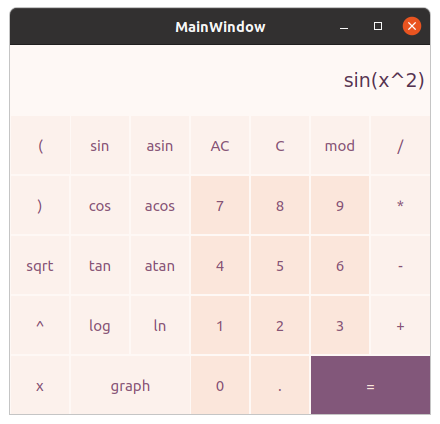 MainWindow
sin(x^2)
( sin asin AC C mod /
) cos acos 7 8 9 *
sqrt tan atan 4 5 6 -
^ log ln 1 2 3 +
x graph 0 . =